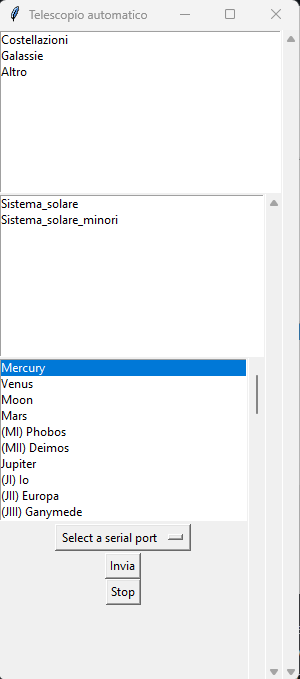 Telescopio automatico
Costellazioni
Galassie
Altro
Sistema_solare
Sistema_solare_minori
Mercury
Venus
Moon
Mars
(MI) Phobos
(MII) Deimos
Jupiter
(JI) Io
(JII) Europa
(JIII) Ganymede
Select a serial port
Invia
Stop